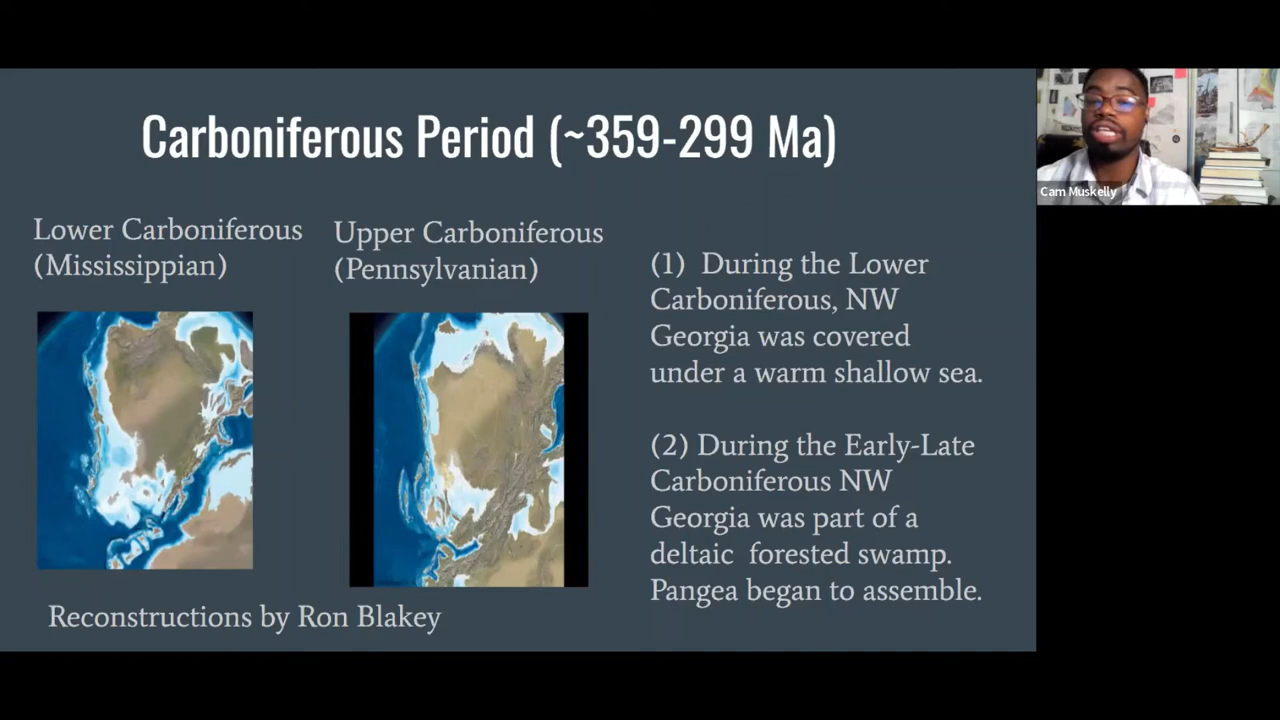 Carboniferous Period (~359-299 Ma)
Cam Muskelly
Lower Carboniferous
(Mississippian)
Upper Carboniferous
(Pennsylvanian)
(1) During the Lower
Carboniferous, NW
Georgia was covered
under a warm shallow sea.
(2) During the Early-Late
Carboniferous NW
Georgia was part of a
deltaic forested swamp.
Pangea began to assemble.
Reconstructions by Ron Blakey